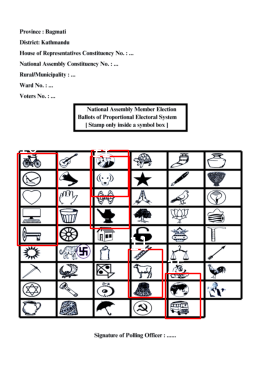 Province : Bagmati
District: Kathmandu
House of Representatives Constituency No. : ...
National Assembly Constituency No. : ...
Rural/Municipality : ...
Ward No. : ...
Voters No. : ...
National Assembly Member Election
Ballots of Proportional Electoral System
[ Stamp only inside a symbol box ]
Signature of Polling Officer : ......